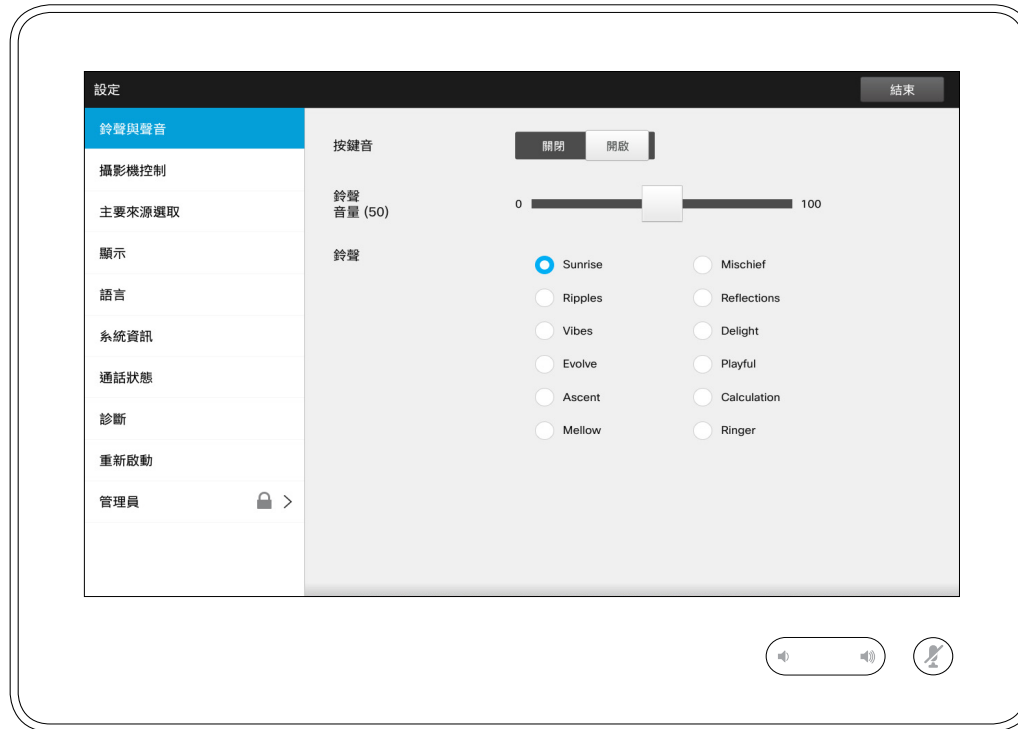 設定
結束
鈴聲與聲音
攝影機控制
主要來源選取
顯示
語言
系統資訊
通話狀態
診斷
重新啟動
管理員
按鍵音
關閉 開啟
鈴聲
音量 (50)
0 100
鈴聲
Sunrise Mischief
Ripples Reflections
Vibes Delight
Evolve Playful
Ascent Calculation
Mellow Ringer